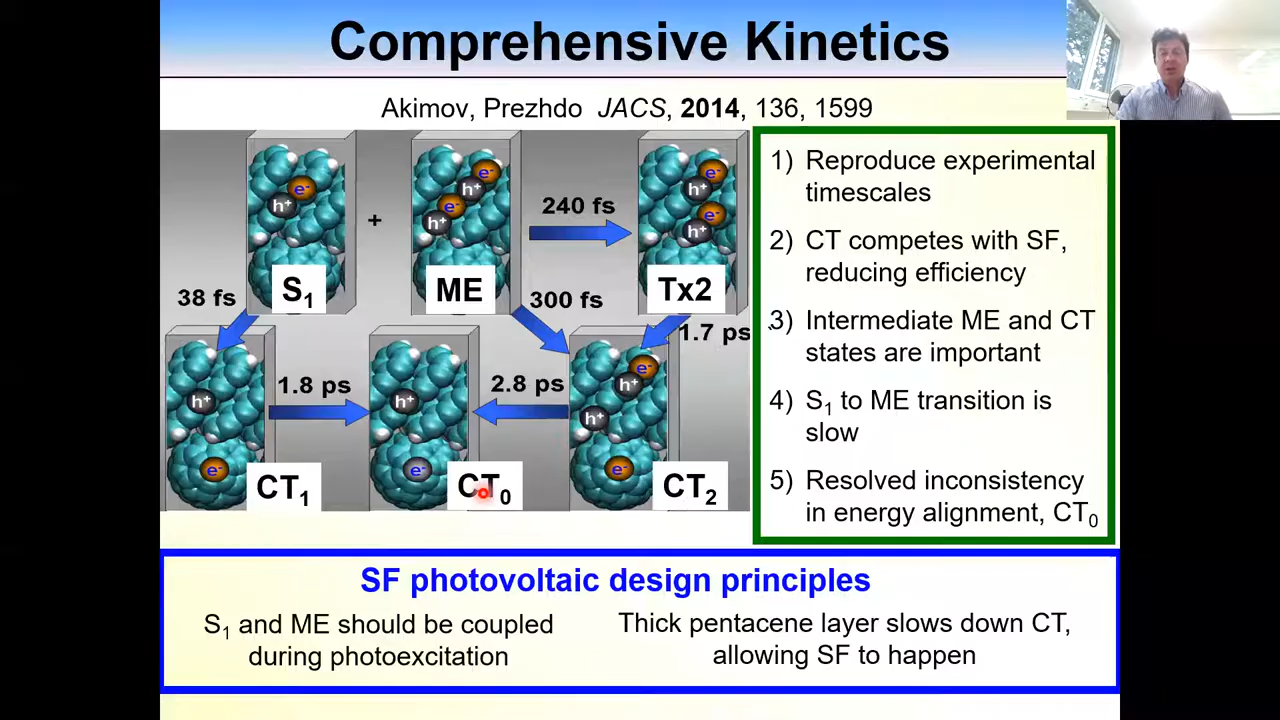 Comprehensive Kinetics
Akimov, Prezhdo JACS, 2014, 136, 1599
e⁻
h⁺
S₁
+
e⁻
h⁺
e⁻
h⁺
ME
240 fs
e⁻
h⁺
e⁻
h⁺
Tx2
38 fs
300 fs
1.7 ps
h⁺
e⁻
CT₁
1.8 ps
h⁺
e⁻
CT₀
2.8 ps
e⁻
h⁺
h⁺
e⁻
CT₂
1) Reproduce experimental
timescales
2) CT competes with SF,
reducing efficiency
3) Intermediate ME and CT
states are important
4) S₁ to ME transition is
slow
5) Resolved inconsistency
in energy alignment, CT₀
SF photovoltaic design principles
S₁ and ME should be coupled
during photoexcitation
Thick pentacene layer slows down CT,
allowing SF to happen